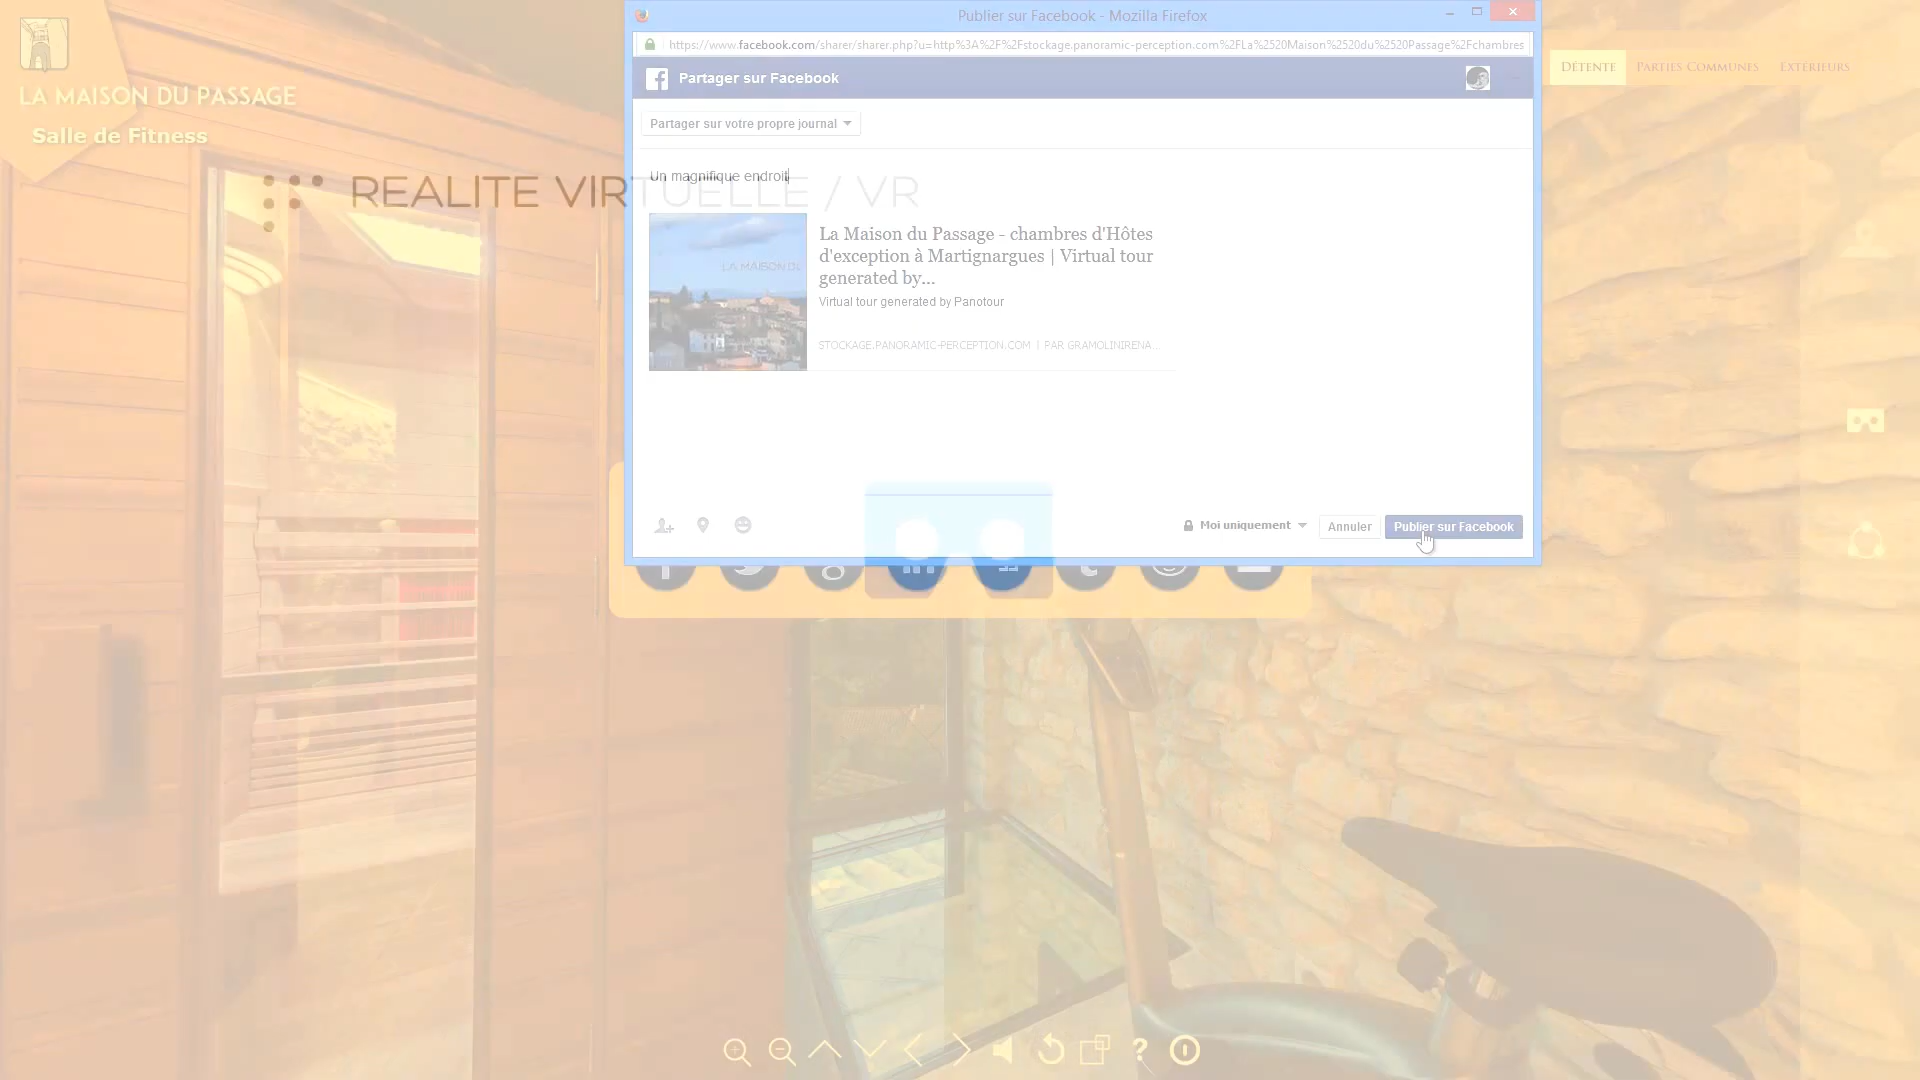 Publier sur Facebook - Mozilla Firefox
https://www.facebook.com/sharer/sharer.php?u=http%3A%2F%2Fstockage.panoramic-perception.com%2FLa%2520Maison%2520du%2520Passage%2Fchambres
Partager sur Facebook
DÉTENTE PARTIES COMMUNES EXTÉRIEURS
LA MAISON DU PASSAGE
Salle de Fitness
Partager sur votre propre journal
Un magnifique endroit
REALITE VIRTUELLE / VR
La Maison du Passage - chambres d'Hôtes
d'exception à Martignargues | Virtual tour
generated by...
Virtual tour generated by Panotour
STOCKAGE.PANORAMIC-PERCEPTION.COM | PAR GRAMOLINIRENA...
LA MAISON DU
Moi uniquement Annuler Publier sur Facebook